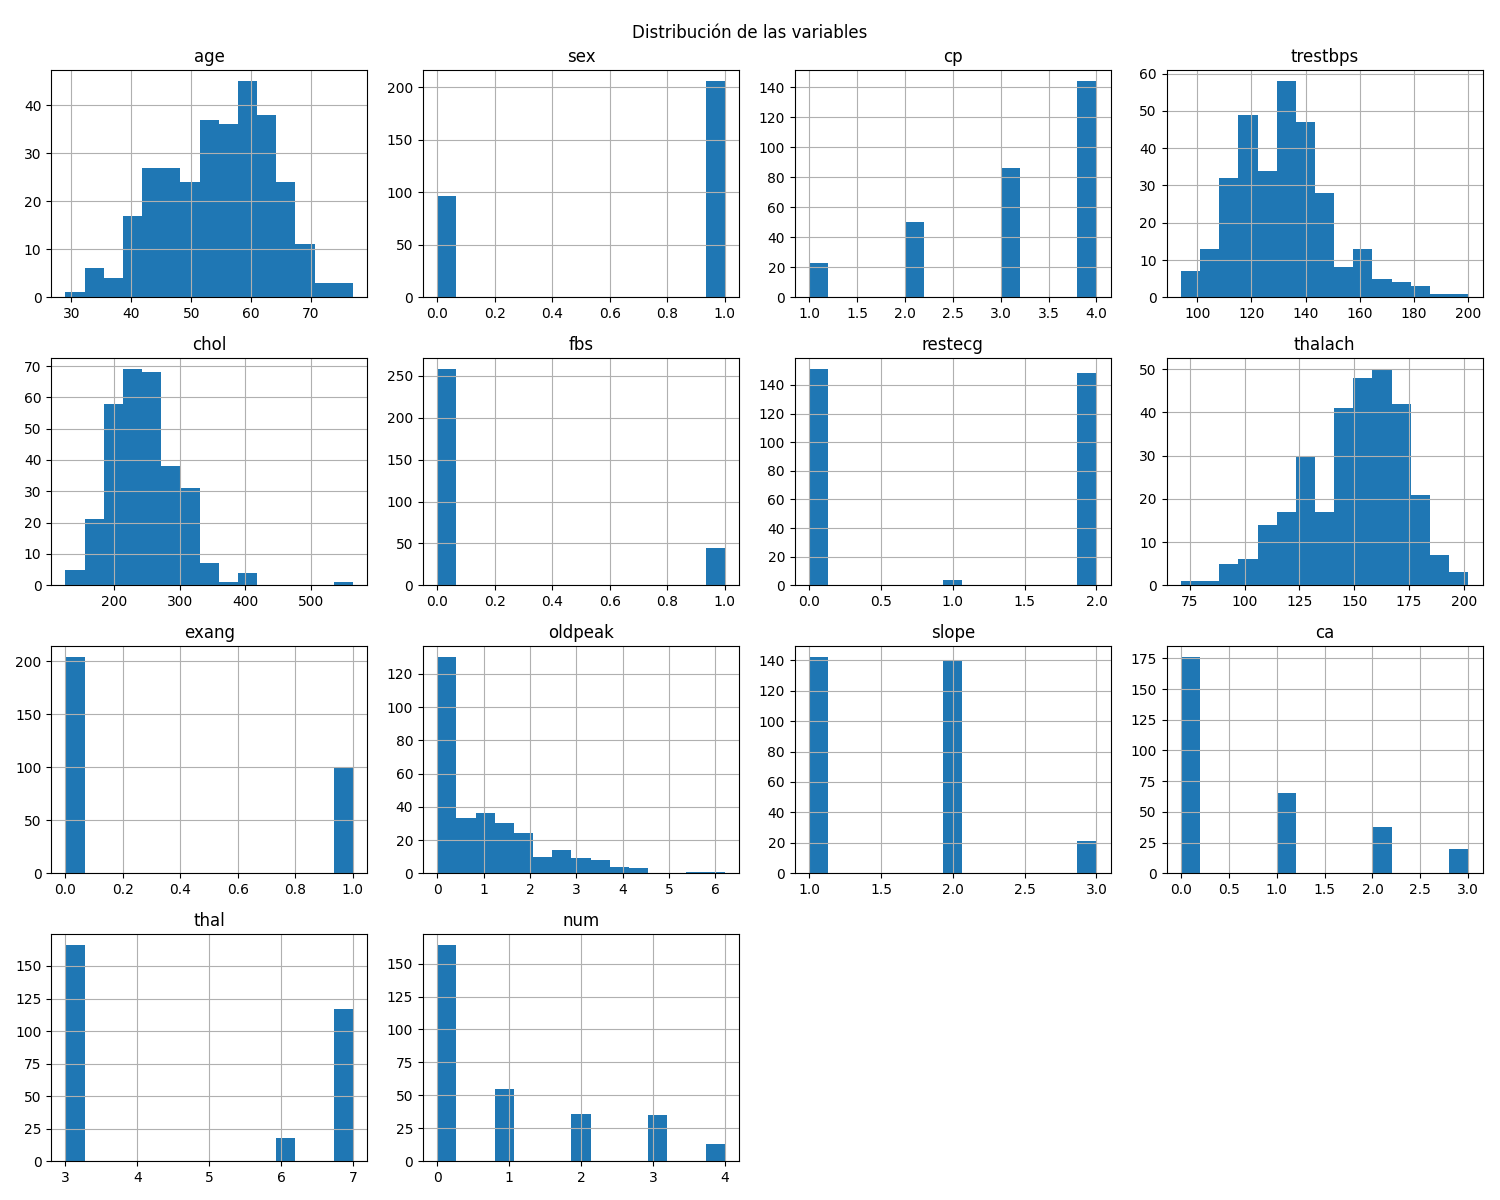 Distribución de las variables
age sex cp trestbps
40 30 20 10 0
30 40 50 60 70
200 150 100 50 0
0.0 0.2 0.4 0.6 0.8 1.0
140 120 100 80 60 40 20 0
1.0 1.5 2.0 2.5 3.0 3.5 4.0
60 50 40 30 20 10 0
100 120 140 160 180 200
chol fbs restecg thalach
70 60 50 40 30 20 10 0
200 300 400 500
250 200 150 100 50 0
0.0 0.2 0.4 0.6 0.8 1.0
140 120 100 80 60 40 20 0
0.0 0.5 1.0 1.5 2.0
50 40 30 20 10 0
75 100 125 150 175 200
exang oldpeak slope ca
200 150 100 50 0
0.0 0.2 0.4 0.6 0.8 1.0
120 100 80 60 40 20 0
0 1 2 3 4 5 6
140 120 100 80 60 40 20 0
1.0 1.5 2.0 2.5 3.0
175 150 125 100 75 50 25 0
0.0 0.5 1.0 1.5 2.0 2.5 3.0
thal num
150 125 100 75 50 25 0
3 4 5 6 7
150 125 100 75 50 25 0
0 1 2 3 4